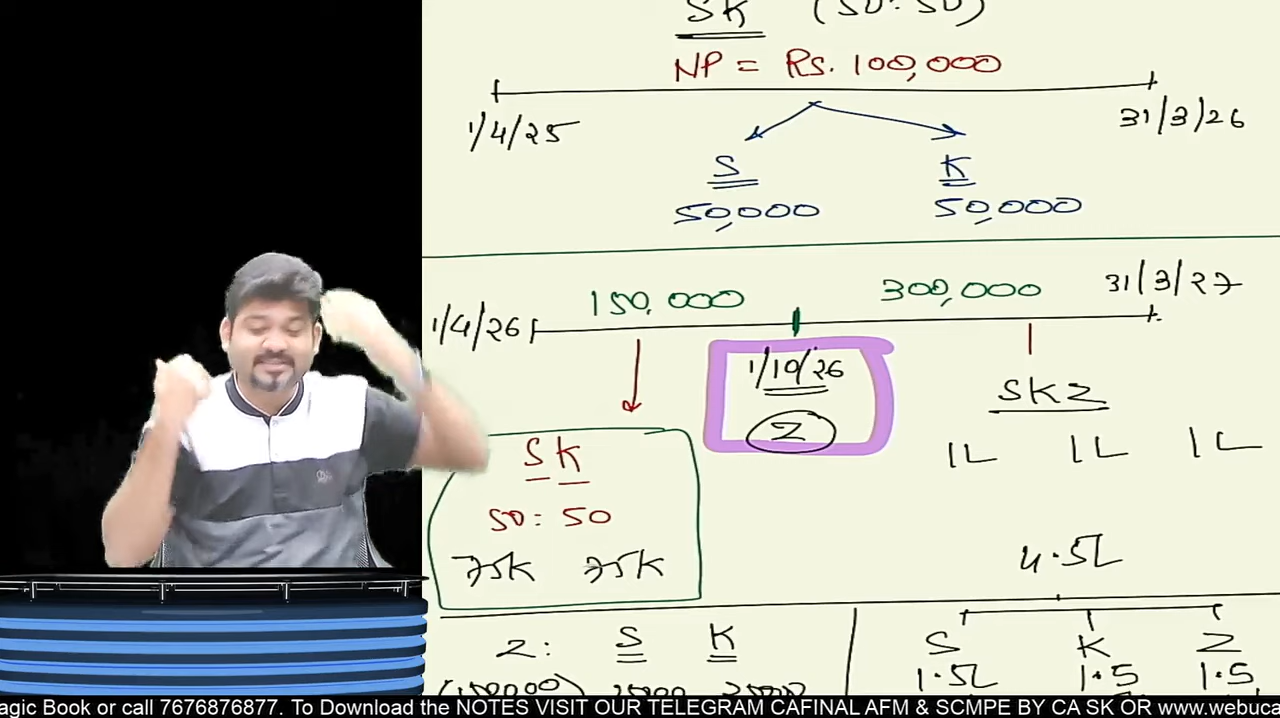 SK (50:50)
NP = Rs. 100,000
1/4/25 31/3/26
S K
50,000 50,000
150,000 300,000 31/3/27
1/4/26
1/10/26
Z
SKZ
1L 1L 1L
SK
50:50
75K 75K
4.5L
Z: S K
S K Z
(150000) 75000 75000
1.5L 1.5 1.5
agic Book or call 7676876877. To Download the NOTES VISIT OUR TELEGRAM CAFINAL AFM & SCMPE BY CA SK OR www.webuca